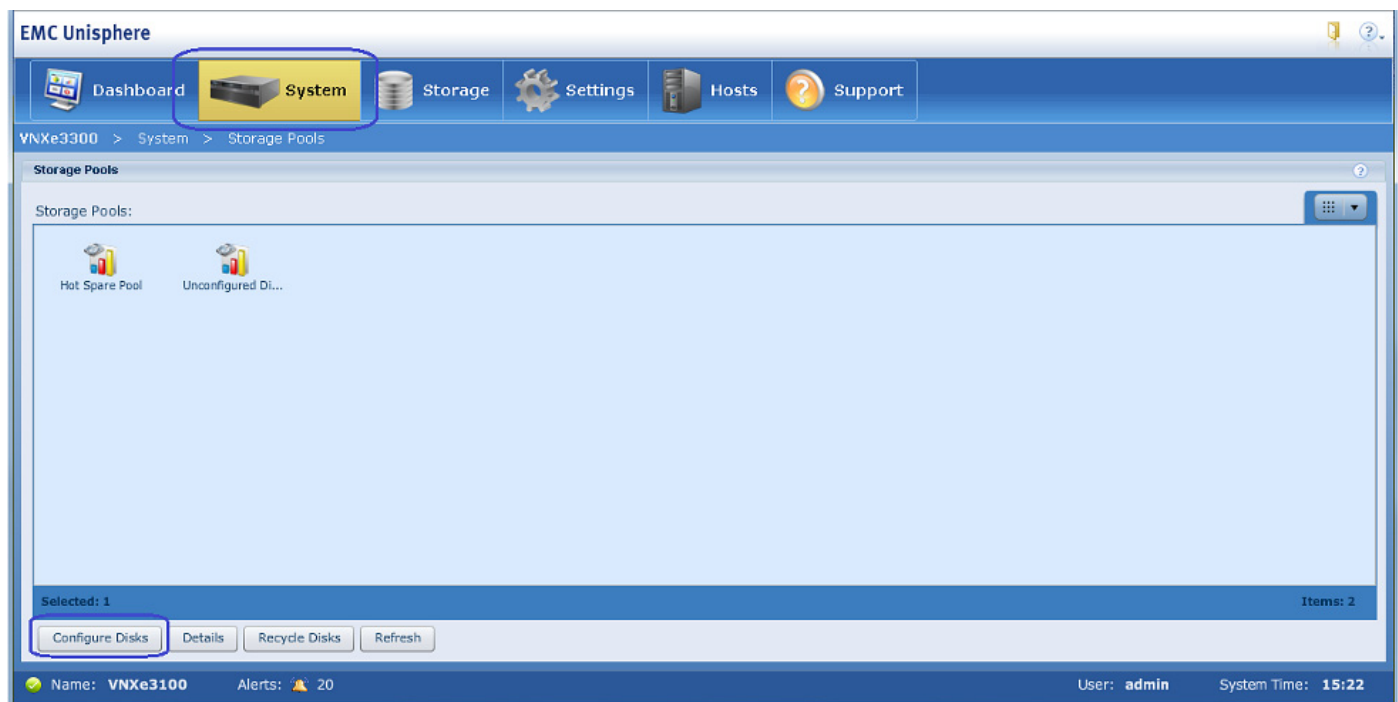 EMC Unisphere
Dashboard System Storage Settings Hosts Support
VNXe3300 > System > Storage Pools
Storage Pools
Storage Pools:
Hot Spare Pool Unconfigured Di...
Selected: 1 Items: 2
Configure Disks Details Recycle Disks Refresh
Name: VNXe3100 Alerts: 20 User: admin System Time: 15:22